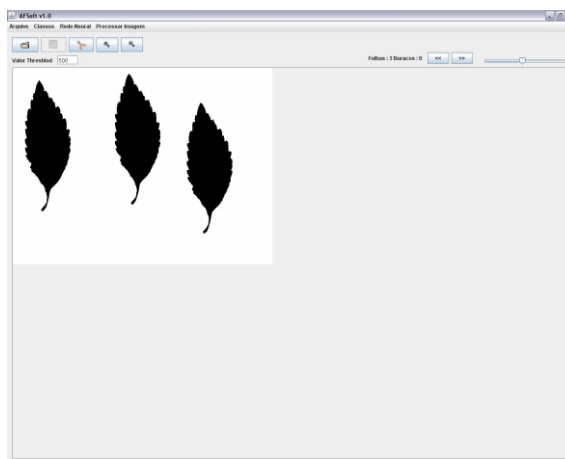 AFSoft v1.0
Arquivo Classes Rede Neural Processar Imagem
Valor Threshold 500
Folhas : 3 Buracos : 0 << >>